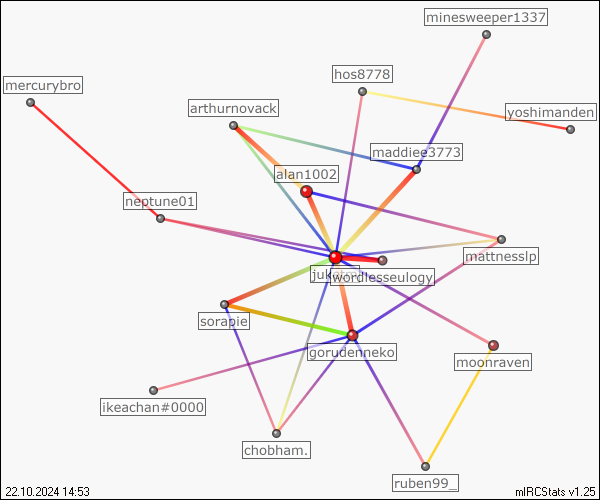 minesweeper1337
hos8778
mercurybro
arthurnovack
yoshimanden
maddiee3773
alan1002
neptune01
mattnesslp
wordlesseulogy
sorapie
gorudenneko
moonraven
ikeachan#0000
chobham.
ruben99_
22.10.2024 14:53
mIRCStats v1.25